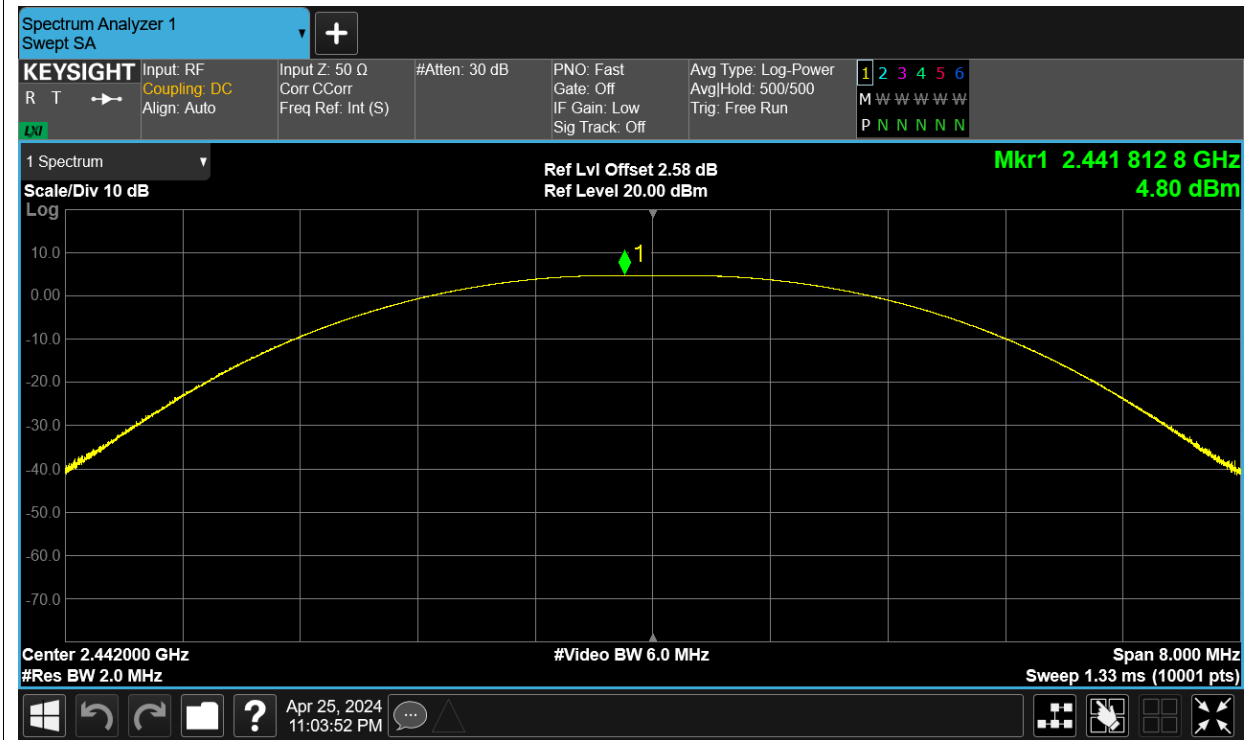 Spectrum Analyzer 1
Swept SA
KEYSIGHT
R T
LXI
Input: RF
Coupling: DC
Align: Auto
Input Z: 50 Ω
Corr CCorr
Freq Ref: Int (S)
#Atten: 30 dB
PNO: Fast
Gate: Off
IF Gain: Low
Sig Track: Off
Avg Type: Log-Power
Avg|Hold: 500/500
Trig: Free Run
1 2 3 4 5 6
M W W W W W
P N N N N N
1 Spectrum
Scale/Div 10 dB
Ref Lvl Offset 2.58 dB
Ref Level 20.00 dBm
Mkr1 2.441 812 8 GHz
4.80 dBm
Log
10.0
0.00
-10.0
-20.0
-30.0
-40.0
-50.0
-60.0
-70.0
1
Center 2.442000 GHz
#Res BW 2.0 MHz
#Video BW 6.0 MHz
Span 8.000 MHz
Sweep 1.33 ms (10001 pts)
?
Apr 25, 2024
11:03:52 PM